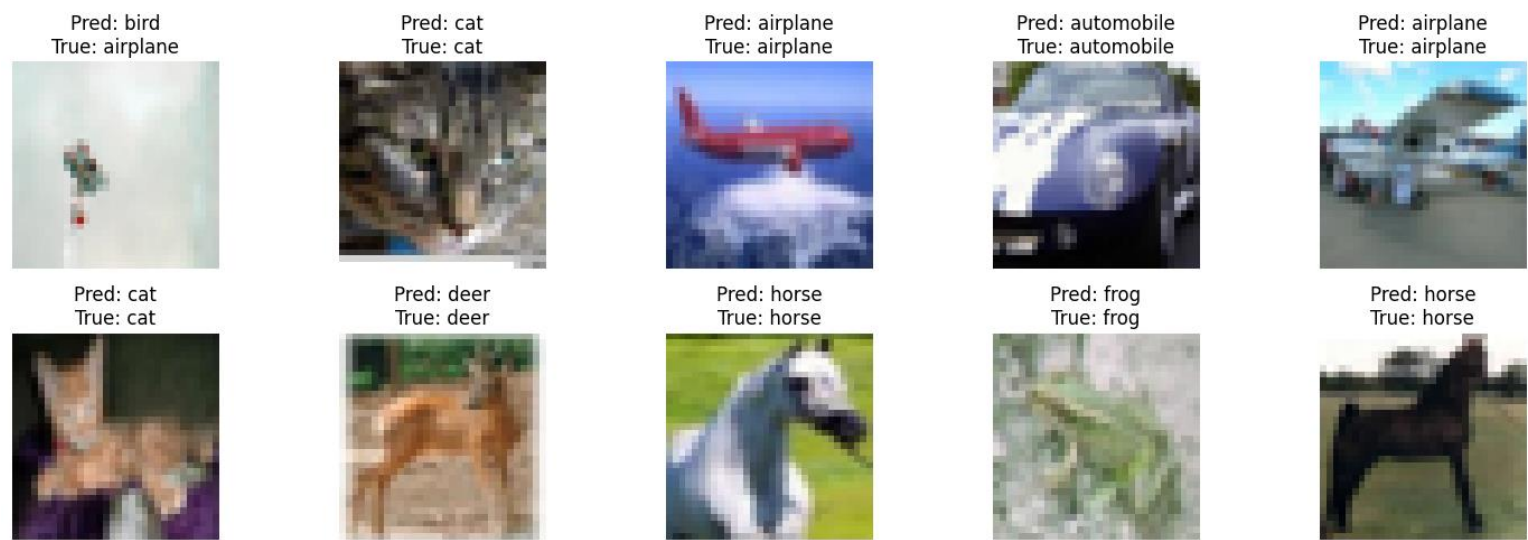 Pred: bird
True: airplane
Pred: cat
True: cat
Pred: airplane
True: airplane
Pred: automobile
True: automobile
Pred: airplane
True: airplane
Pred: cat
True: cat
Pred: deer
True: deer
Pred: horse
True: horse
Pred: frog
True: frog
Pred: horse
True: horse